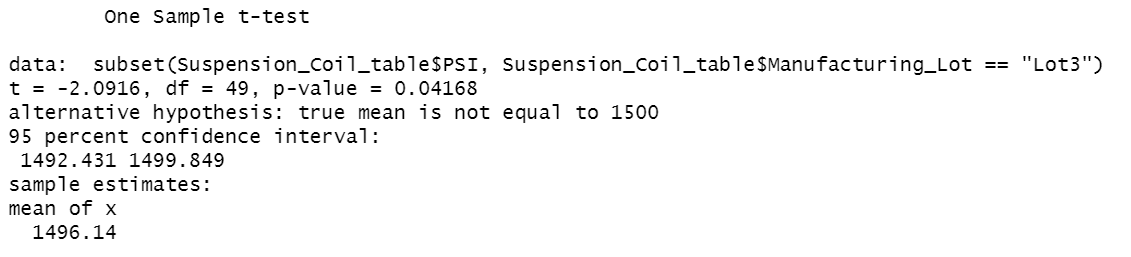 One Sample t-test
data: subset(Suspension_Coil_table$PSI, Suspension_Coil_table$Manufacturing_Lot == "Lot3")
t = -2.0916, df = 49, p-value = 0.04168
alternative hypothesis: true mean is not equal to 1500
95 percent confidence interval:
1492.431 1499.849
sample estimates:
mean of x
1496.14